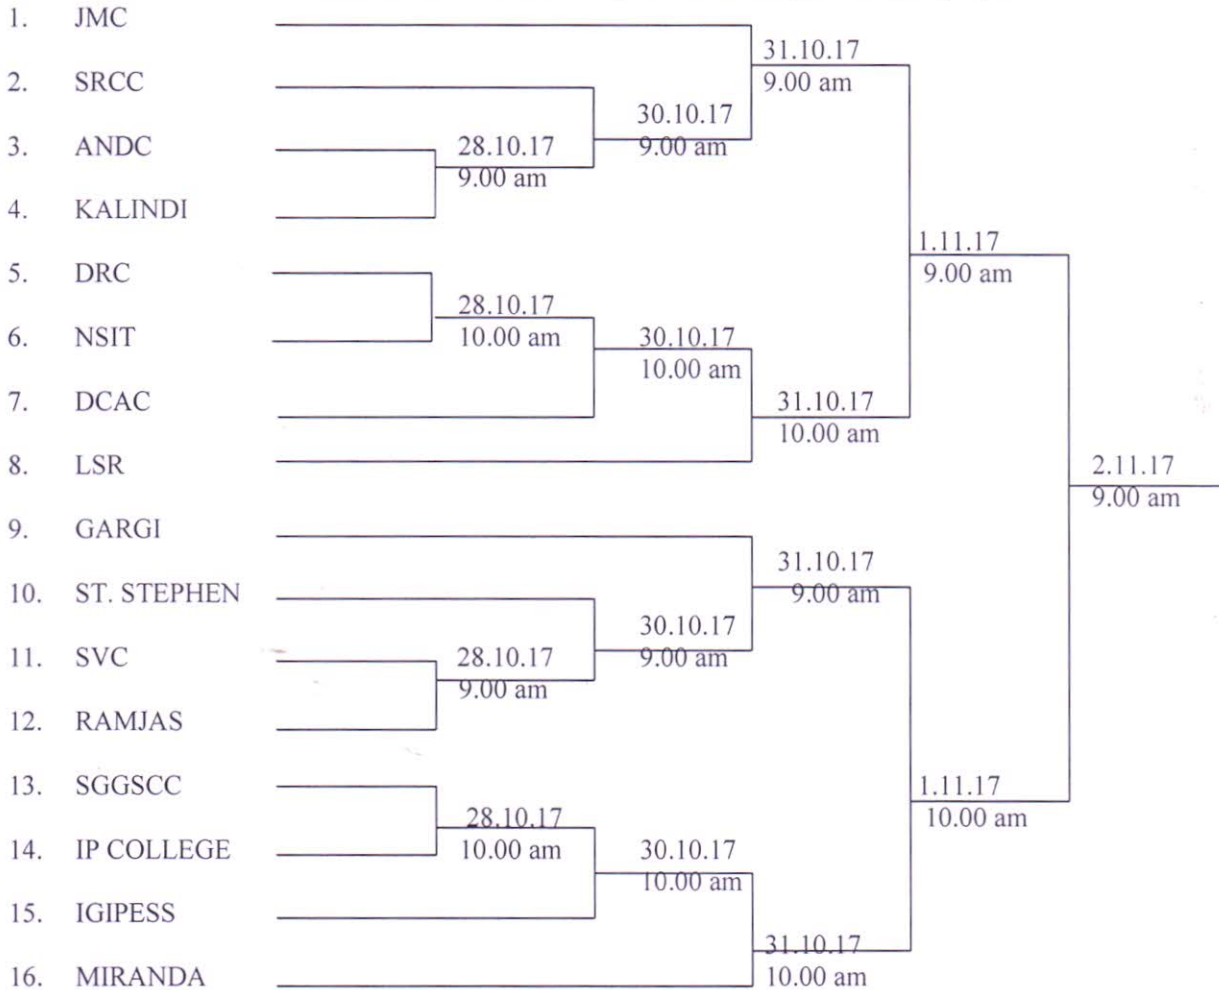 1. JMC
31.10.17
9.00 am
2. SRCC
30.10.17
9.00 am
3. ANDC
28.10.17
9.00 am
4. KALINDI
1.11.17
9.00 am
5. DRC
28.10.17
10.00 am
6. NSIT
30.10.17
10.00 am
7. DCAC
31.10.17
10.00 am
8. LSR
2.11.17
9.00 am
9. GARGI
31.10.17
9.00 am
10. ST. STEPHEN
30.10.17
9.00 am
11. SVC
28.10.17
9.00 am
12. RAMJAS
13. SGGSCC
1.11.17
10.00 am
28.10.17
10.00 am
14. IP COLLEGE
30.10.17
10.00 am
15. IGIPESS
31.10.17
10.00 am
16. MIRANDA